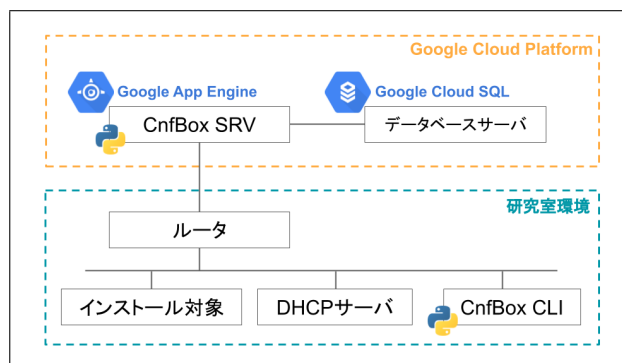 Google Cloud Platform
Google App Engine
Google Cloud SQL
CnfBox SRV
データベースサーバ
研究室環境
ルータ
インストール対象
DHCPサーバ
CnfBox CLI